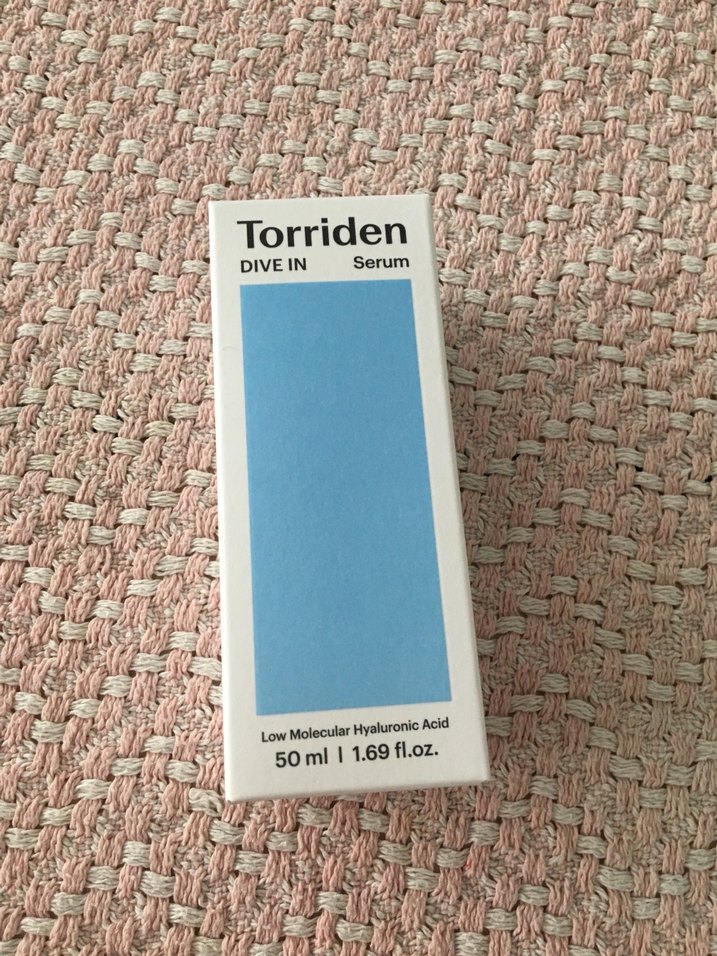 Torriden
DIVE IN Serum
Low Molecular Hyaluronic Acid
50 ml | 1.69 fl.oz.